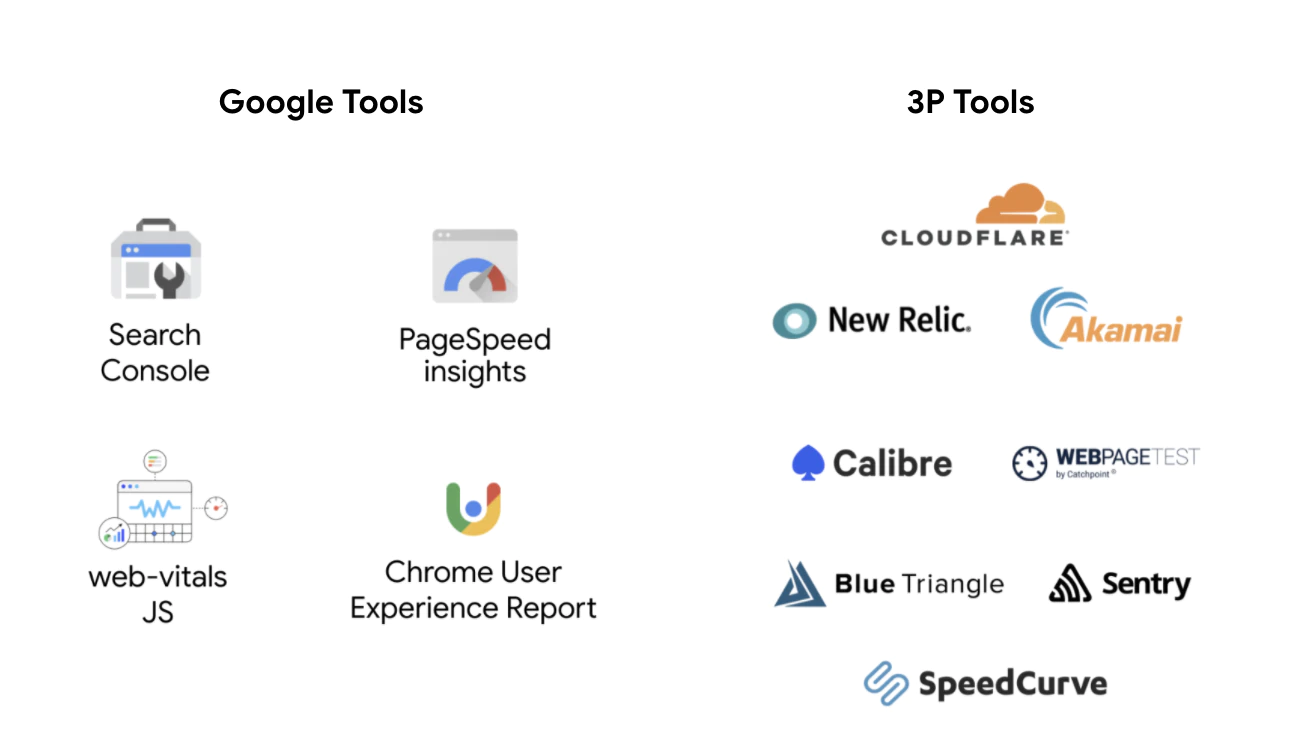 Google Tools
Search
Console
PageSpeed
insights
web-vitals
JS
Chrome User
Experience Report
3P Tools
CLOUDFLARE
New Relic.
Akamai
Calibre
WEBPAGETEST
by Catchpoint ®
Blue Triangle
Sentry
SpeedCurve